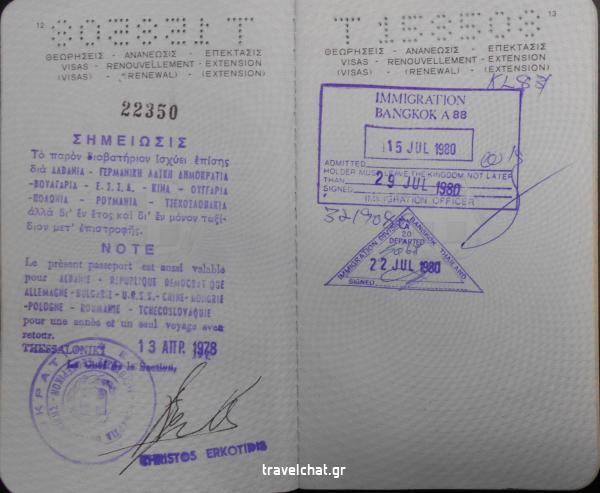 12
ΘΕΩΡΗΣΕΙΣ - ΑΝΑΝΕΩΣΙΣ - ΕΠΕΚΤΑΣΙΣ
VISAS - RENOUVELLEMENT - EXTENSION
(VISAS) - (RENEWAL) - (EXTENSION)
22350
ΣΗΜΕΙΩΣΙΣ
Τὸ παρὸν διαβατήριον ἰσχύει ἐπίσης
διὰ ΑΛΒΑΝΙΑ - ΓΕΡΜΑΝΙΚΗ ΛΑΪΚΗ ΔΗΜΟΚΡΑΤΙΑ
-ΒΟΥΛΓΑΡΙΑ - Ε.Σ.Σ.Δ. - ΚΙΝΑ - ΟΥΓΓΑΡΙΑ
-ΠΟΛΩΝΙΑ - ΡΟΥΜΑΝΙΑ - ΤΣΕΧΟΣΛΟΒΑΚΙΑ
ἀλλὰ δι' ἓν ἔτος καὶ δι' ἓν μόνον ταξί-
διον μετ' ἐπιστροφῆς.
NOTE
Le présent passeport est aussi valable
pour ALBANIE - REPUBLIQUE DEMOCRATIQUE
ALLEMAGNE-BULGARIE - U.R.S.S.-CHINE-HONGRIE
-POLOGNE - ROUMANIE - TCHECOSLOVAQUIE
pour une année et un seul voyage avec
retour.
THESSALONIKI 13 ΑΠΡ. 1978
Le Chef de la Section,
CHRISTOS ERKOTIDIS
13
ΘΕΩΡΗΣΕΙΣ - ΑΝΑΝΕΩΣΙΣ - ΕΠΕΚΤΑΣΙΣ
VISAS - RENOUVELLEMENT - EXTENSION
(VISAS) - (RENEWAL) - (EXTENSION)
IMMIGRATION
BANGKOK A 88
15 JUL 1980
ADMITTED
HOLDER MUST LEAVE THE KINGDOM NOT LATER
THAN 29 JUL 1980
SIGNED
IMMIGRATION OFFICER
IMMIGRATION DIVISION BANGKOK THAILAND
20
DEPARTED
22 JUL 1980
SIGNED
travelchat.gr